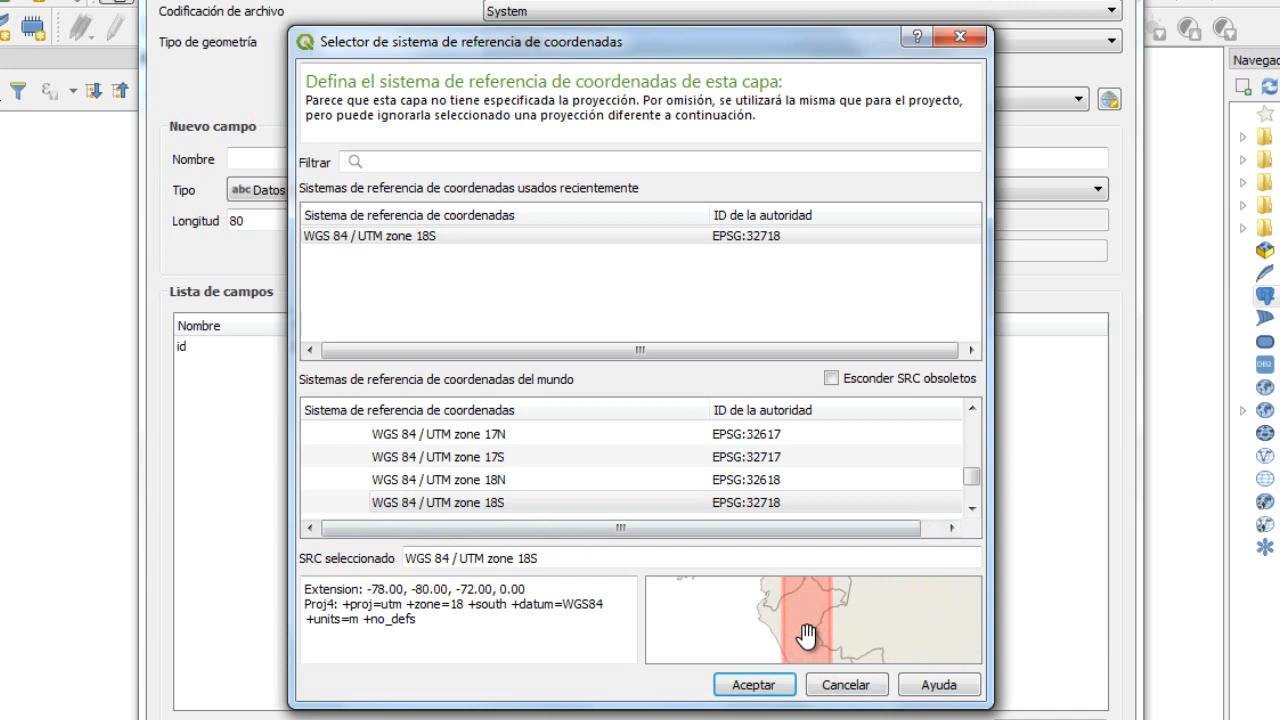 Codificación de archivo
System
Tipo de geometría
Selector de sistema de referencia de coordenadas
Defina el sistema de referencia de coordenadas de esta capa:
Parece que esta capa no tiene especificada la proyección. Por omisión, se utilizará la misma que para el proyecto,
pero puede ignorarla seleccionado una proyección diferente a continuación.
Navegac
Nuevo campo
Nombre
Filtrar
Tipo
abc Datos
Sistemas de referencia de coordenadas usados recientemente
Longitud
80
Sistema de referencia de coordenadas
ID de la autoridad
WGS 84 / UTM zone 18S
EPSG:32718
Lista de campos
Nombre
id
Sistemas de referencia de coordenadas del mundo
Esconder SRC obsoletos
Sistema de referencia de coordenadas
ID de la autoridad
WGS 84 / UTM zone 17N
EPSG:32617
WGS 84 / UTM zone 17S
EPSG:32717
WGS 84 / UTM zone 18N
EPSG:32618
WGS 84 / UTM zone 18S
EPSG:32718
DB2
SRC seleccionado
WGS 84 / UTM zone 18S
Extension: -78.00, -80.00, -72.00, 0.00
Proj4: +proj=utm +zone=18 +south +datum=WGS84
+units=m +no_defs
Aceptar
Cancelar
Ayuda